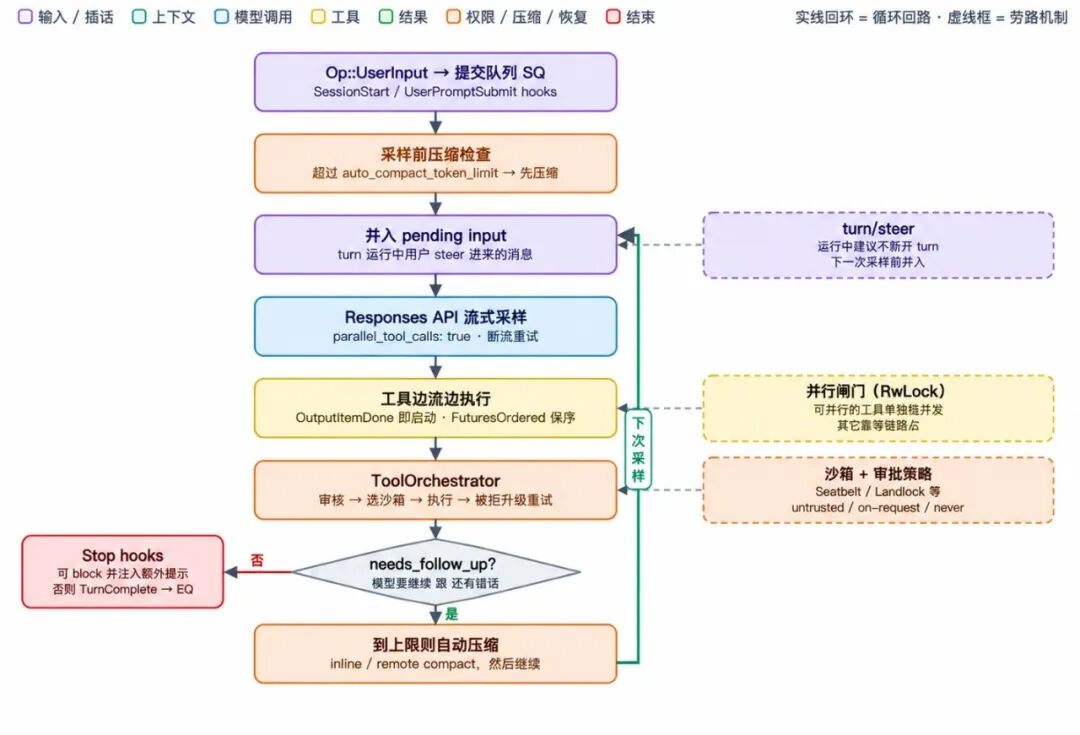 输入 / 插话
上下文
模型调用
工具
结果
权限 / 压缩 / 恢复
结束
实线回环 = 循环回路 · 虚线框 = 劳路机制
Op::UserInput → 提交队列 SQ
SessionStart / UserPromptSubmit hooks
采样前压缩检查
超过 auto_compact_token_limit → 先压缩
并入 pending input
turn 运行中用户 steer 进来的消息
turn/steer
运行中建议不新开 turn
下一次采样前并入
Responses API 流式采样
parallel_tool_calls: true · 断流重试
工具边流边执行
OutputItemDone 即启动 · FuturesOrdered 保序
并行闸门（RwLock）
可并行的工具单独链并发
其它靠等链路
下次采样
ToolOrchestrator
审核 → 选沙箱 → 执行 → 被拒升级重试
沙箱 + 审批策略
Seatbelt / Landlock 等
untrusted / on-request / never
needs_follow_up?
模型要继续 跟 还有错话
Stop hooks
可 block 并注入额外提示
否则 TurnComplete → EQ
否
是
到上限则自动压缩
inline / remote compact，然后继续